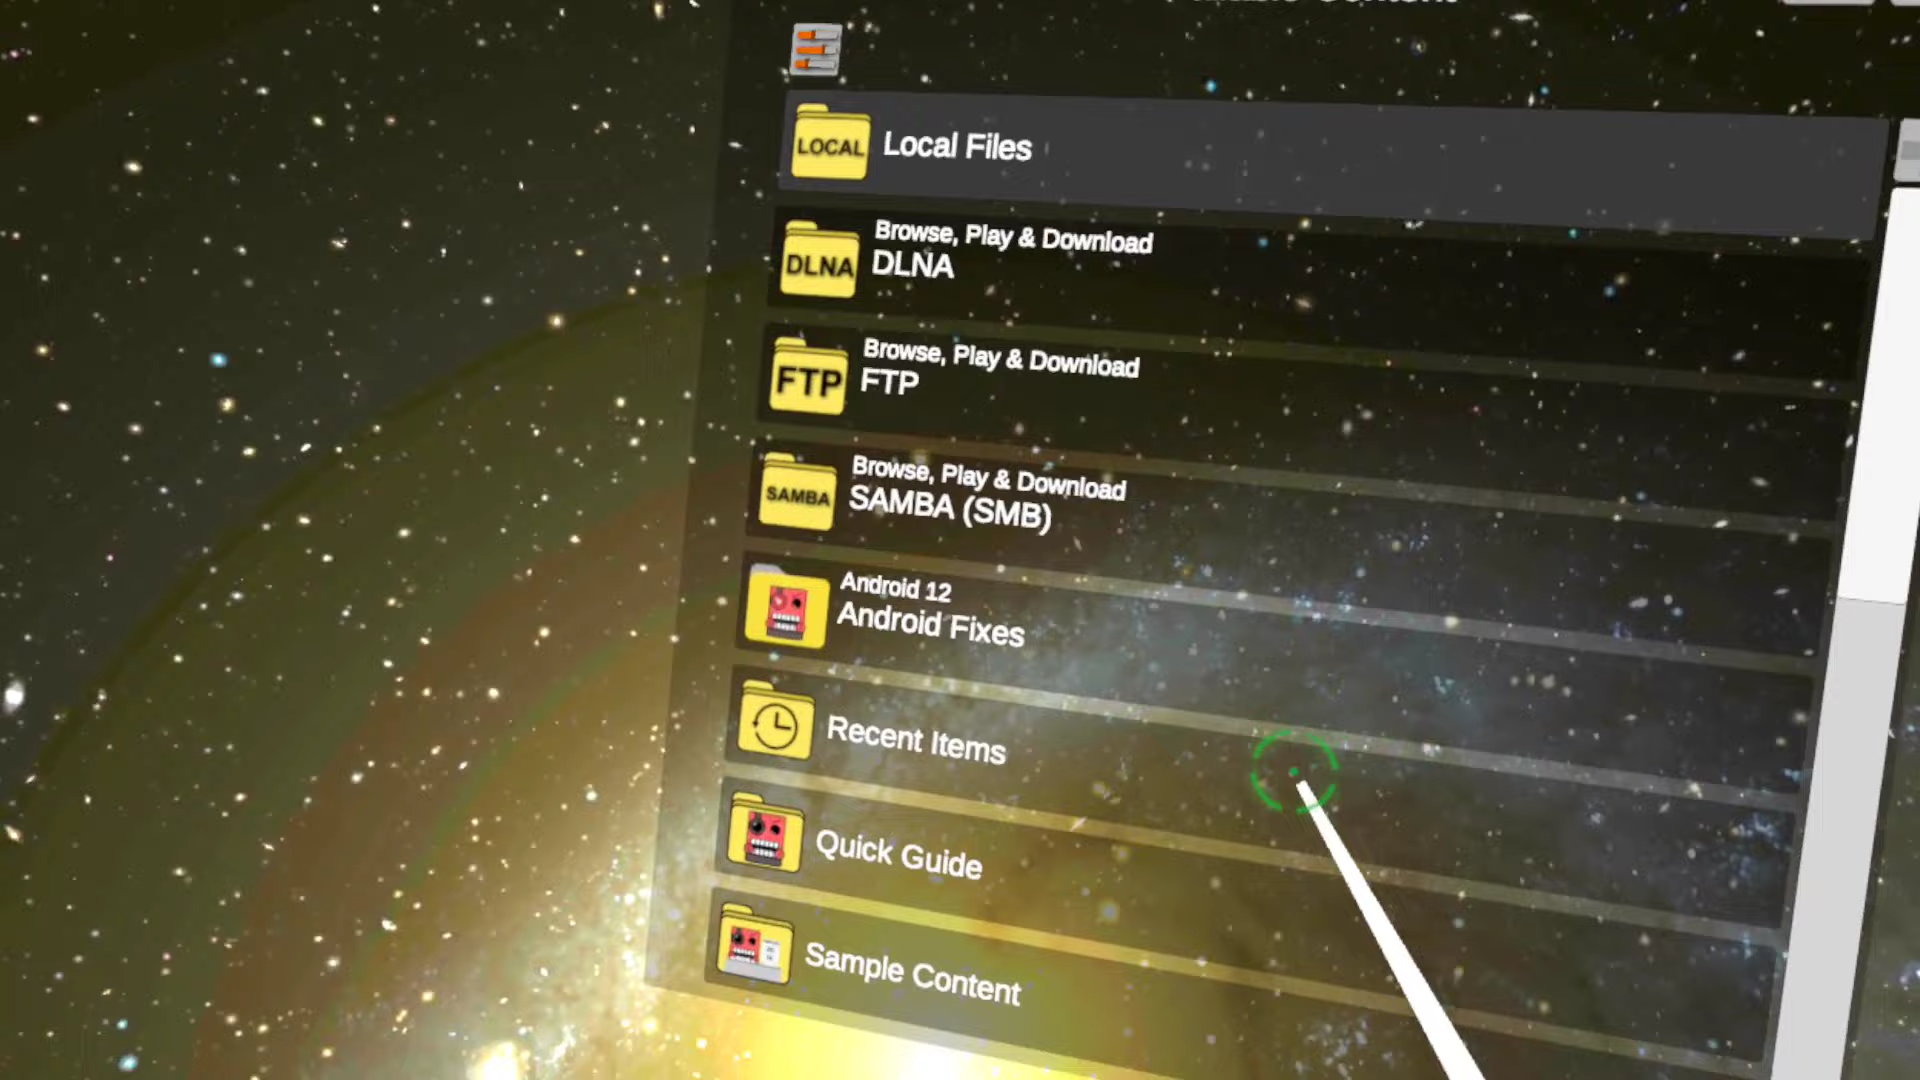 LOCAL
Local Files
Browse, Play & Download
DLNA
DLNA
Browse, Play & Download
FTP
FTP
Browse, Play & Download
SAMBA
SAMBA (SMB)
Android 12
Android Fixes
Recent Items
Quick Guide
Sample Content